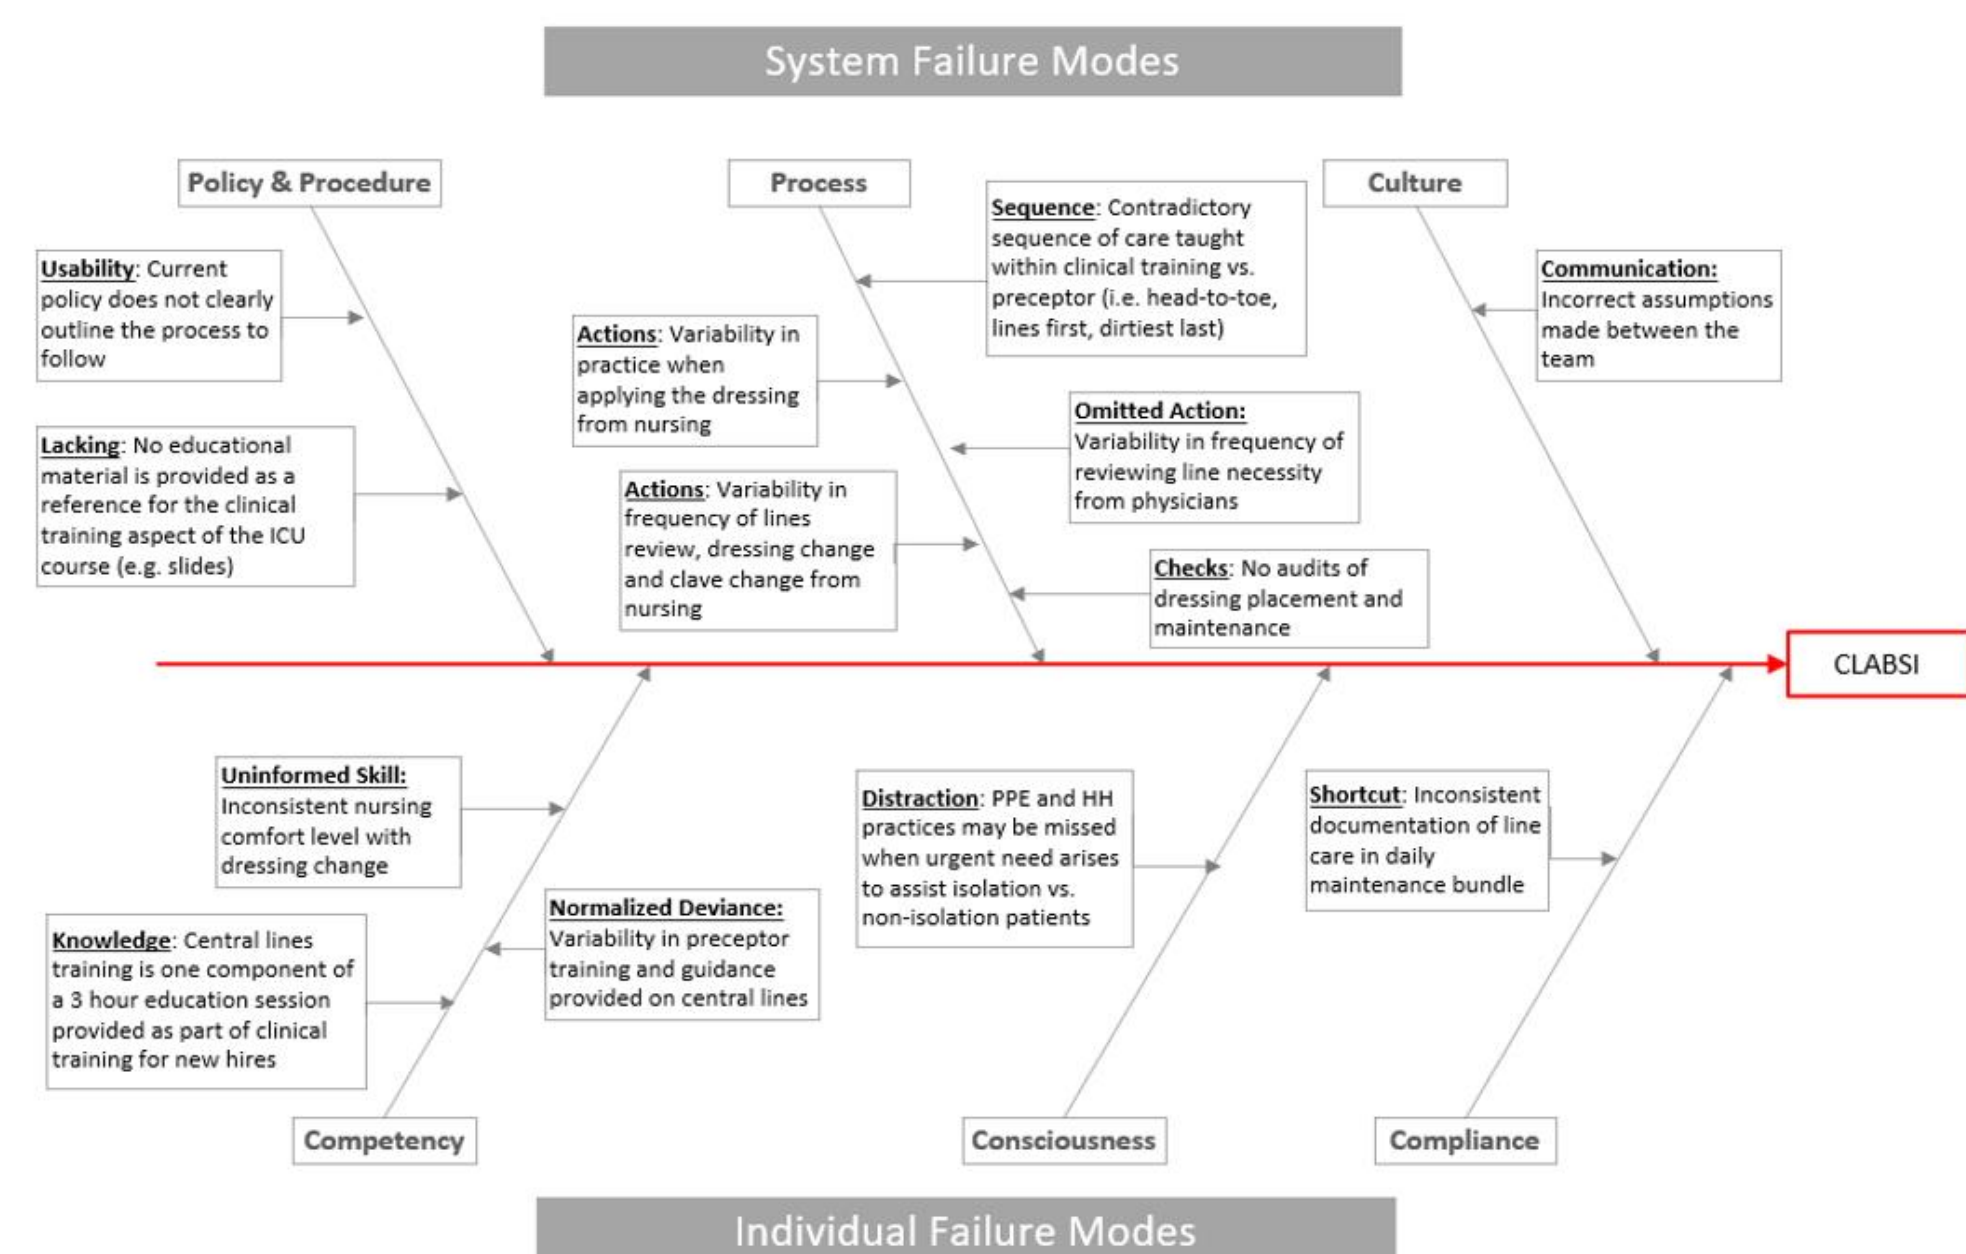 System Failure Modes
Policy & Procedure
Process
Culture
Usability: Current
policy does not clearly
outline the process to
follow
Lacking: No educational
material is provided as a
reference for the clinical
training aspect of the ICU
course (e.g. slides)
Actions: Variability in
practice when
applying the dressing
from nursing
Actions: Variability in
frequency of lines
review, dressing change
and clave change from
nursing
Sequence: Contradictory
sequence of care taught
within clinical training vs.
preceptor (i.e. head-to-toe,
lines first, dirtiest last)
Omitted Action:
Variability in frequency of
reviewing line necessity
from physicians
Checks: No audits of
dressing placement and
maintenance
Communication:
Incorrect assumptions
made between the
team
CLABSI
Uninformed Skill:
Inconsistent nursing
comfort level with
dressing change
Knowledge: Central lines
training is one component of
a 3 hour education session
provided as part of clinical
training for new hires
Normalized Deviance:
Variability in preceptor
training and guidance
provided on central lines
Distraction: PPE and HH
practices may be missed
when urgent need arises
to assist isolation vs.
non-isolation patients
Shortcut: Inconsistent
documentation of line
care in daily
maintenance bundle
Competency
Consciousness
Compliance
Individual Failure Modes